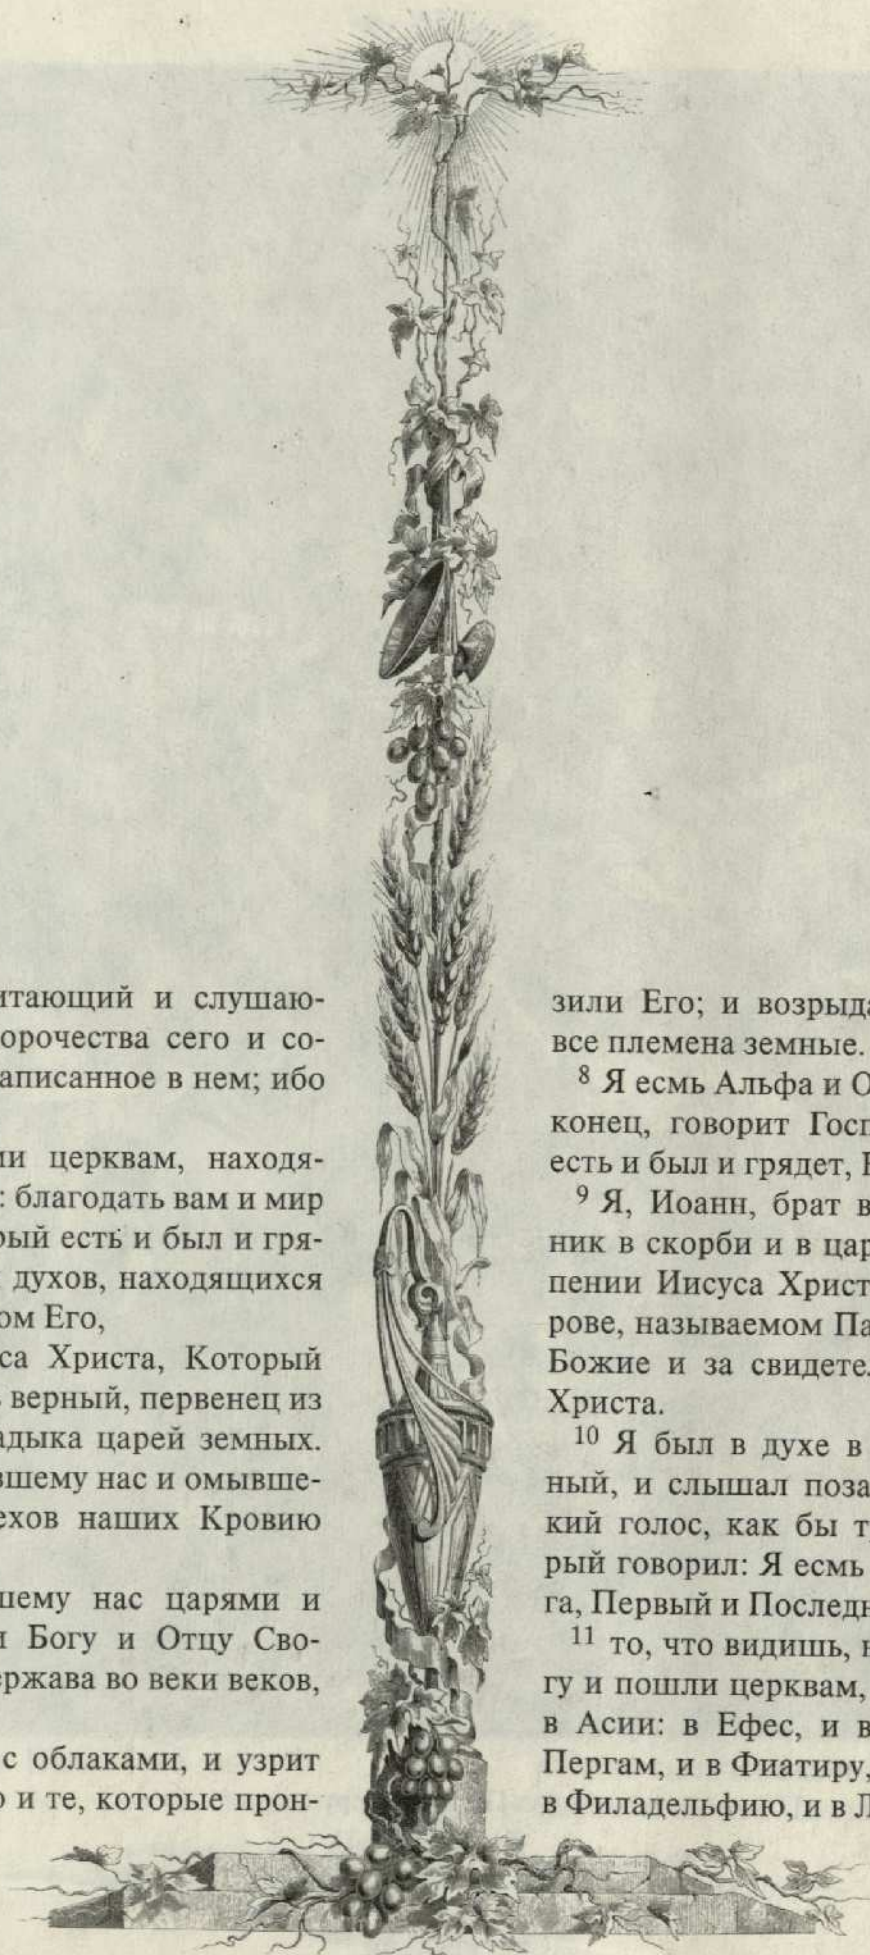 итающий и слушаю-
орочества сего и со-
аписанное в нем; ибо
ии церквам, находя-
: благодать вам и мир
рый есть и был и гря-
духов, находящихся
ом Его,
са Христа, Который
верный, первенец из
адыка царей земных.
вшему нас и омывше-
ехов наших Кровию
шему нас царями и
и Богу и Отцу Сво-
ержава во веки веков,
с облаками, и узрит
о и те, которые прон-
зили Его; и возрыда
все племена земные.
8 Я есмь Альфа и О
конец, говорит Госп
есть и был и грядет,
9 Я, Иоанн, брат в
ник в скорби и в цар
пении Иисуса Христ
рове, называемом Па
Божие и за свидете
Христа.
10 Я был в духе в
ный, и слышал поза
кий голос, как бы т
рый говорил: Я есмь
га, Первый и Последн
11 то, что видишь, н
гу и пошли церквам,
в Асии: в Ефес, и в
Пергам, и в Фиатиру,
в Филадельфию, и в Л